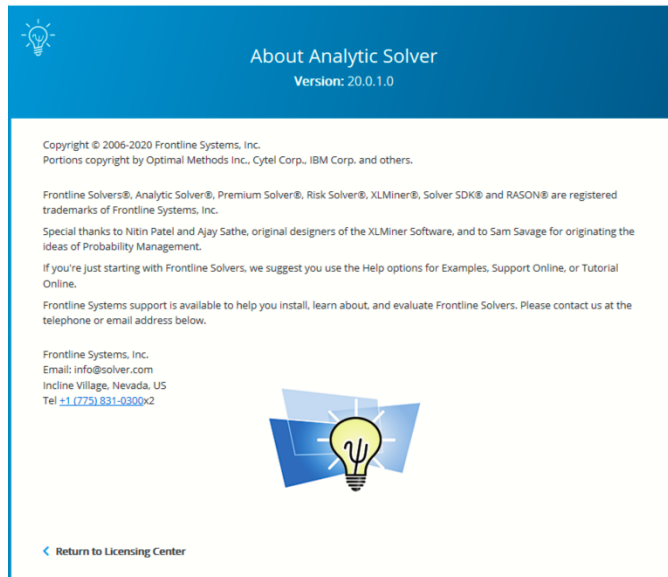 About Analytic Solver
Version: 20.0.1.0
Copyright © 2006-2020 Frontline Systems, Inc.
Portions copyright by Optimal Methods Inc., Cytel Corp., IBM Corp. and others.
Frontline Solvers®, Analytic Solver®, Premium Solver®, Risk Solver®, XLMiner®, Solver SDK® and RASON® are registered
trademarks of Frontline Systems, Inc.
Special thanks to Nitin Patel and Ajay Sathe, original designers of the XLMiner Software, and to Sam Savage for originating the
ideas of Probability Management.
If you're just starting with Frontline Solvers, we suggest you use the Help options for Examples, Support Online, or Tutorial
Online.
Frontline Systems support is available to help you install, learn about, and evaluate Frontline Solvers. Please contact us at the
telephone or email address below.
Frontline Systems, Inc.
Email: info@solver.com
Incline Village, Nevada, US
Tel +1 (775) 831-0300x2
Return to Licensing Center